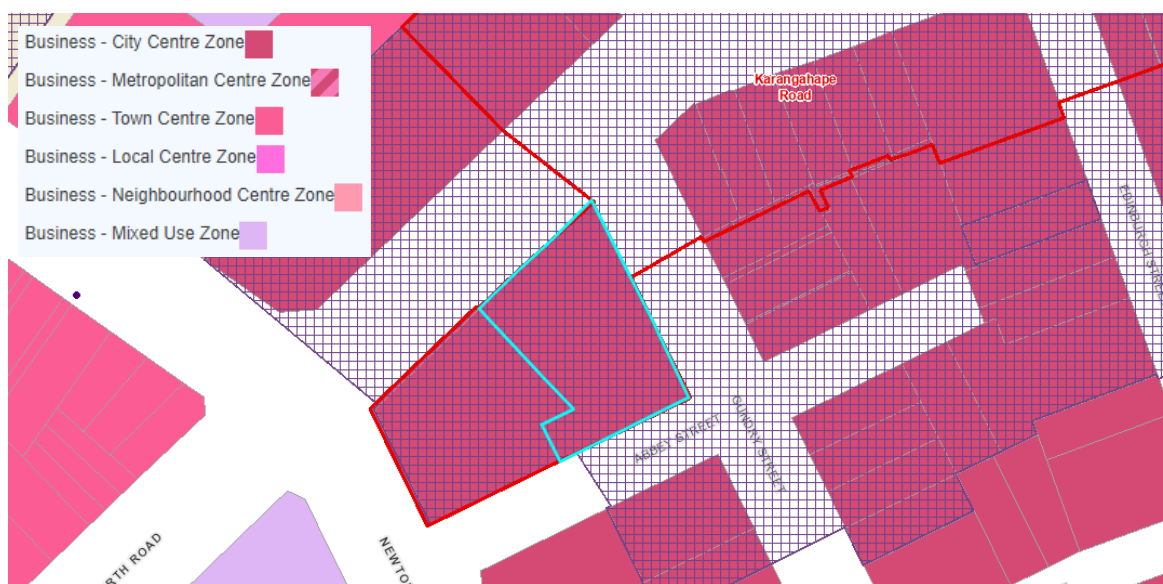 Business - City Centre Zone
Business - Metropolitan Centre Zone
Business - Town Centre Zone
Business - Local Centre Zone
Business - Neighbourhood Centre Zone
Business - Mixed Use Zone
Karangahape
Road
EDINBURGH STREE
GUNDRY STREET
ABBEY STREET
RTH ROAD
NEWTO